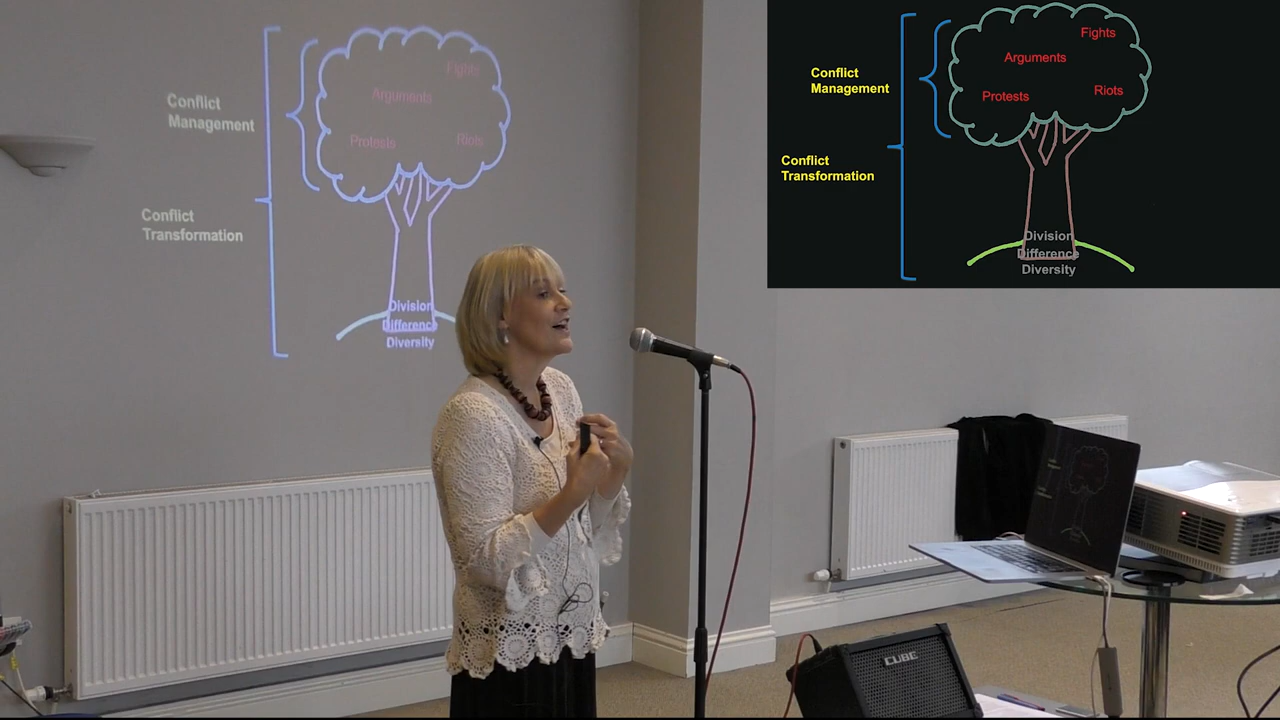 Fights
Arguments
Conflict
Management
Protests
Riots
Conflict
Transformation
Division
Difference
Diversity
Fights
Arguments
Conflict
Management
Protests
Riots
Conflict
Transformation
Division
Difference
Diversity
CUBE